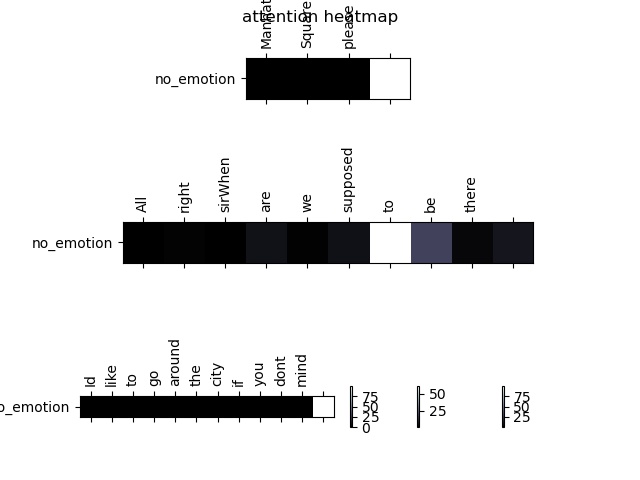 attention heatmap
Square please
no_emotion
All right sirWhen are we supposed to be there
no_emotion
Id like to go around the city if you dont mind
o_emotion
75 50 25 0
50 25
75 50 25